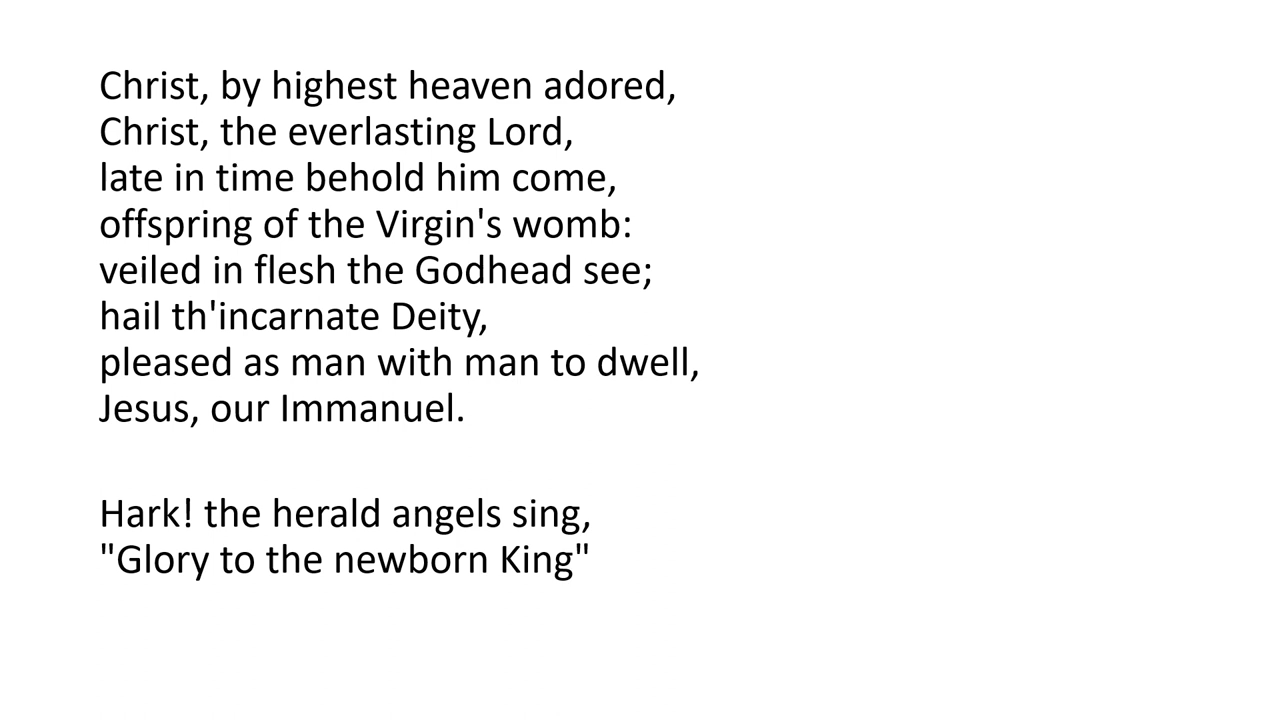 Christ, by highest heaven adored,
Christ, the everlasting Lord,
late in time behold him come,
offspring of the Virgin's womb:
veiled in flesh the Godhead see;
hail th'incarnate Deity,
pleased as man with man to dwell,
Jesus, our Immanuel.

Hark! the herald angels sing,
"Glory to the newborn King"